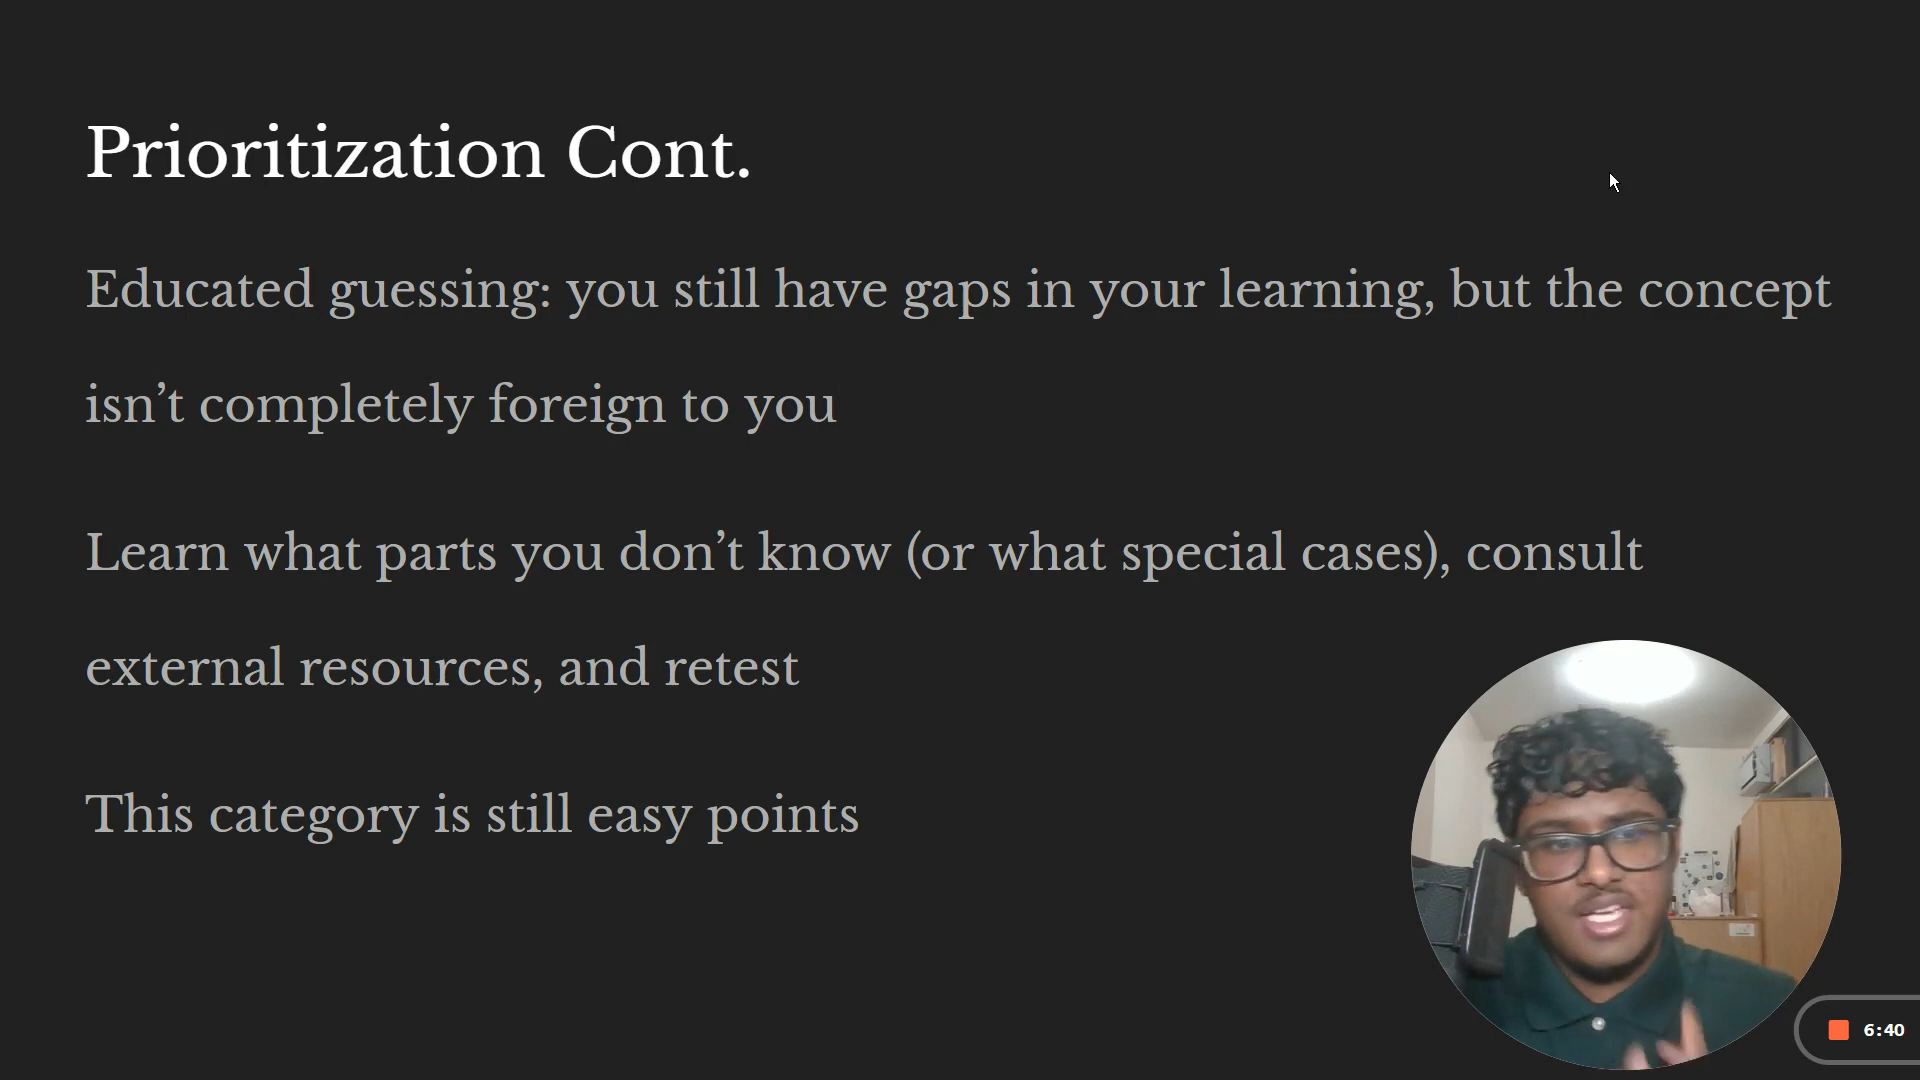 Prioritization Cont.
Educated guessing: you still have gaps in your learning, but the concept
isn’t completely foreign to you
Learn what parts you don’t know (or what special cases), consult
external resources, and retest
This category is still easy points
6:40